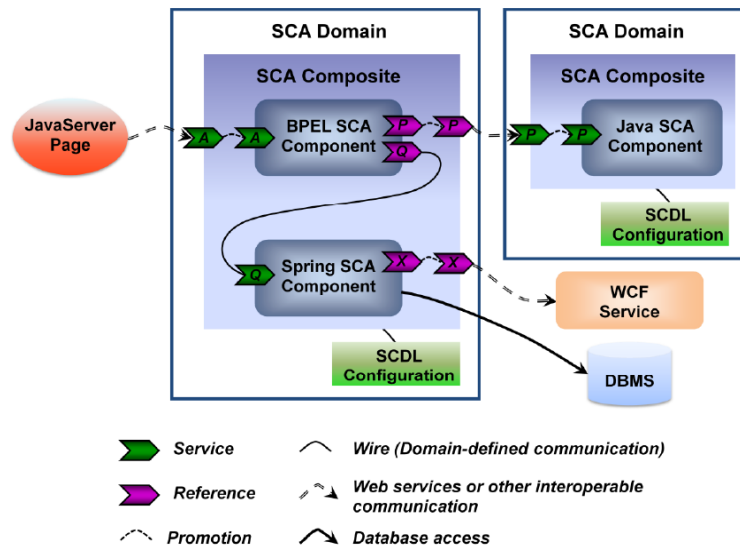 SCA Domain
SCA Composite
JavaServer
Page
A
A
BPEL SCA
Component
P
P
Q
Q
Spring SCA
Component
X
X
SCDL
Configuration
SCA Domain
SCA Composite
P
P
Java SCA
Component
SCDL
Configuration
WCF
Service
DBMS
Service
Wire (Domain-defined communication)
Reference
Web services or other interoperable
communication
Promotion
Database access